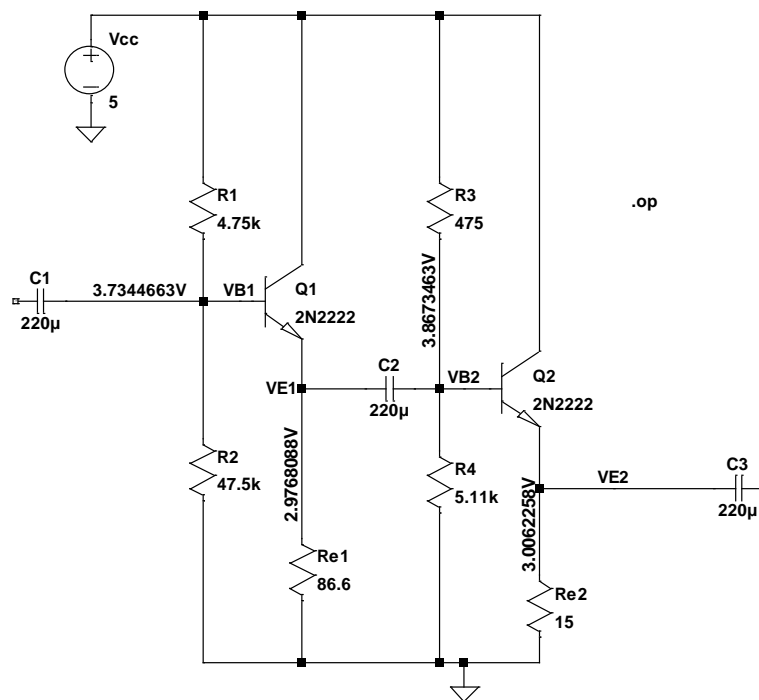 Vcc
5
R1
4.75k
R3
475
.op
C1
220µ
3.7344663V
VB1
Q1
2N2222
3.8673463V
VE1
C2
220µ
VB2
Q2
2N2222
R2
47.5k
2.9768088V
R4
5.11k
3.0062258V
VE2
C3
220µ
Re1
86.6
Re2
15